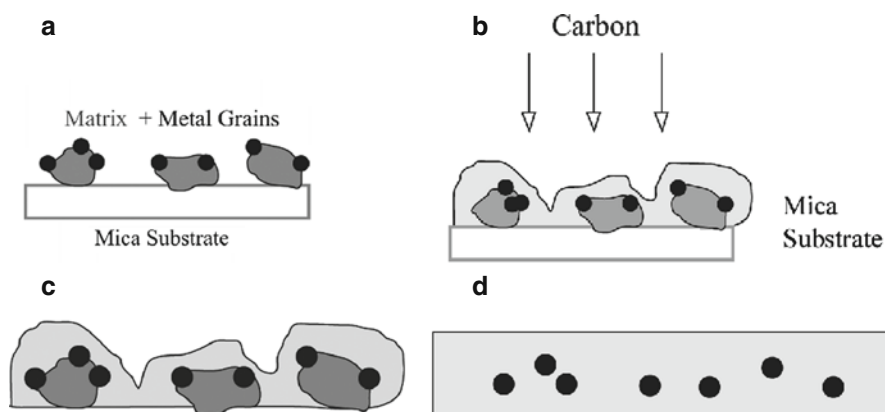 a
Matrix + Metal Grains
Mica Substrate
b
Carbon
Mica
Substrate
c
d